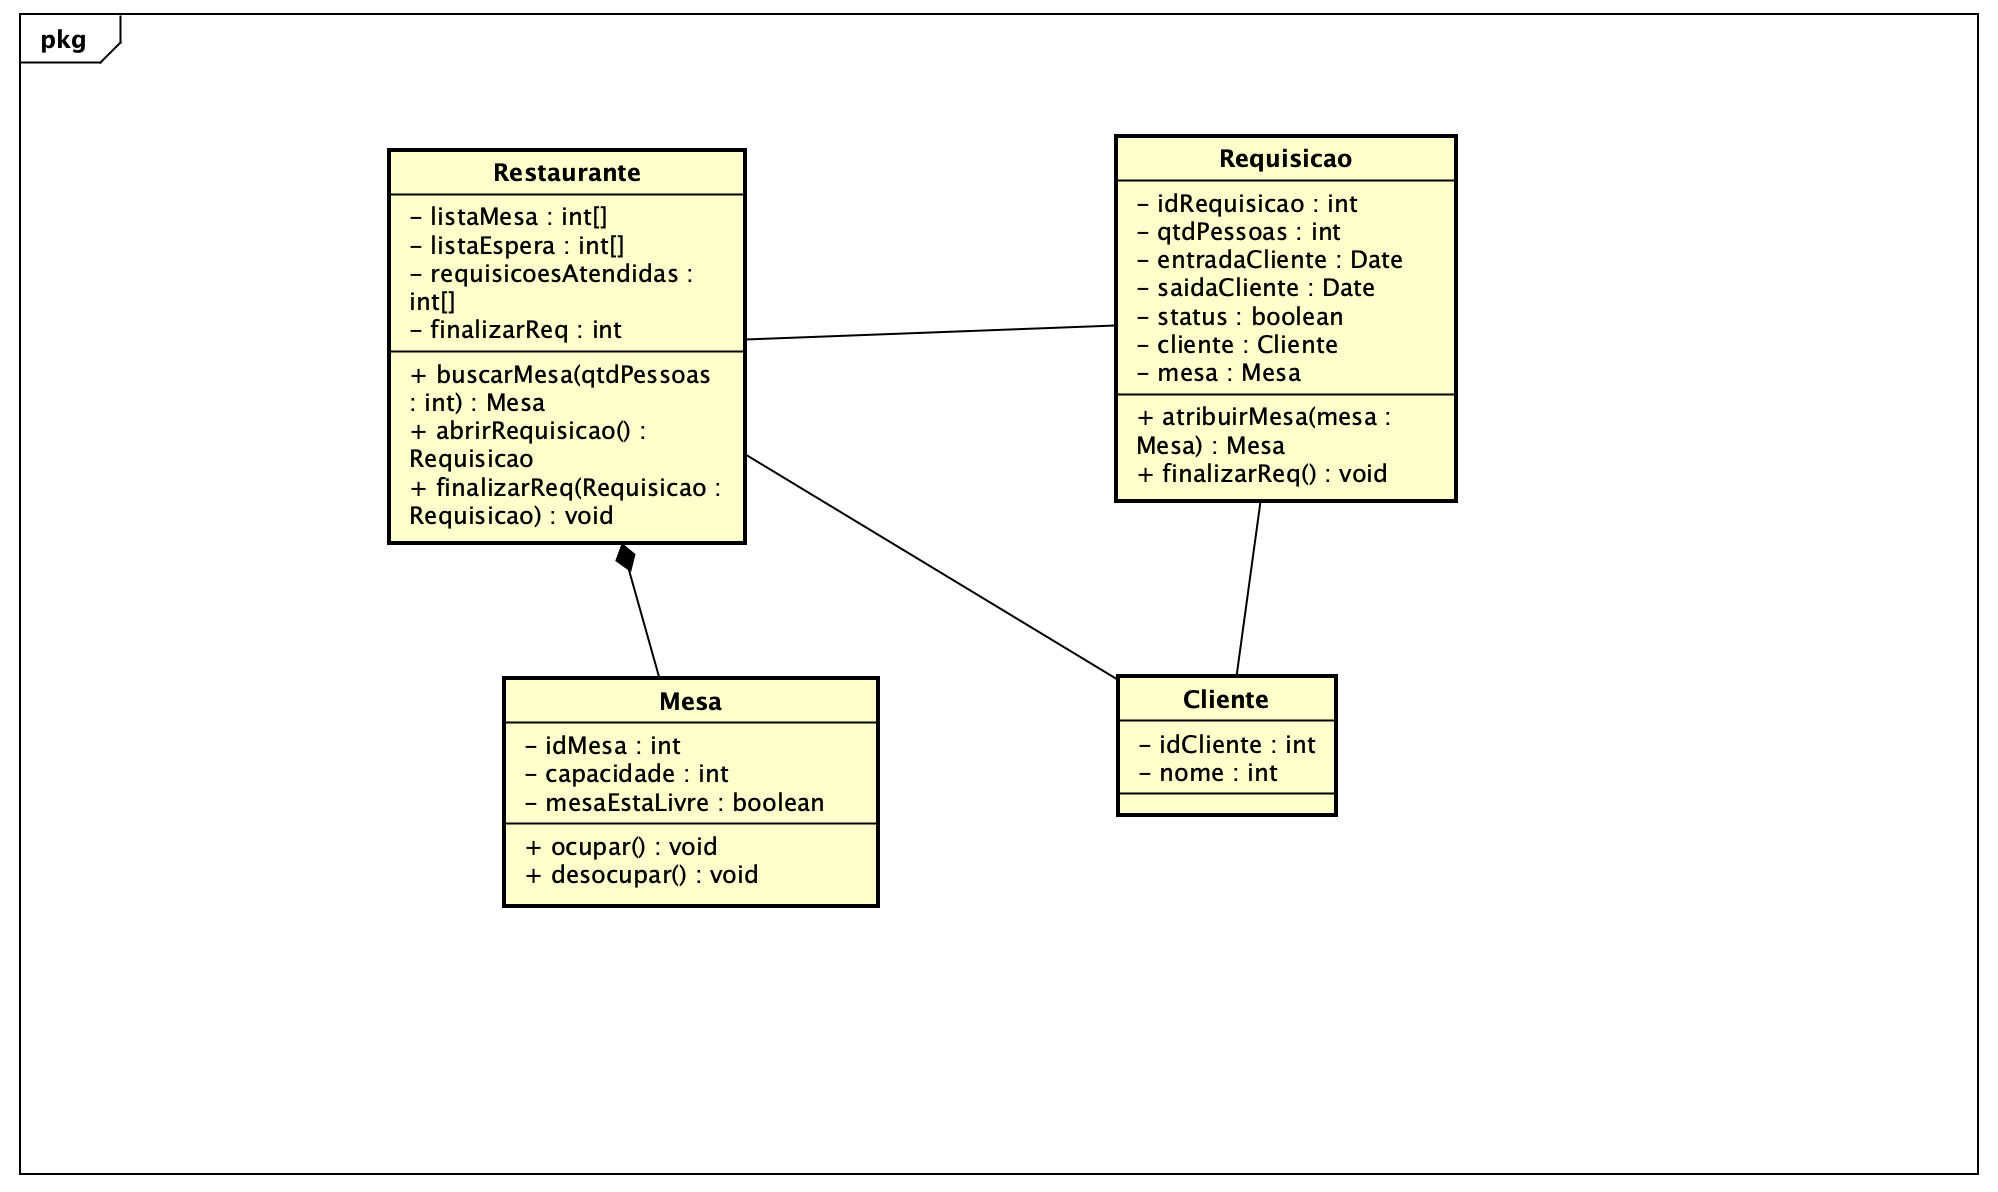 pkg
Restaurante
- listaMesa : int[]
- listaEspera : int[]
- requisicoesAtendidas :
int[]
- finalizarReq : int
+ buscarMesa(qtdPessoas
: int) : Mesa
+ abrirRequisicao() :
Requisicao
+ finalizarReq(Requisicao :
Requisicao) : void
Requisicao
- idRequisicao : int
- qtdPessoas : int
- entradaCliente : Date
- saidaCliente : Date
- status : boolean
- cliente : Cliente
- mesa : Mesa
+ atribuirMesa(mesa :
Mesa) : Mesa
+ finalizarReq() : void
Mesa
- idMesa : int
- capacidade : int
- mesaEstaLivre : boolean
+ ocupar() : void
+ desocupar() : void
Cliente
- idCliente : int
- nome : int